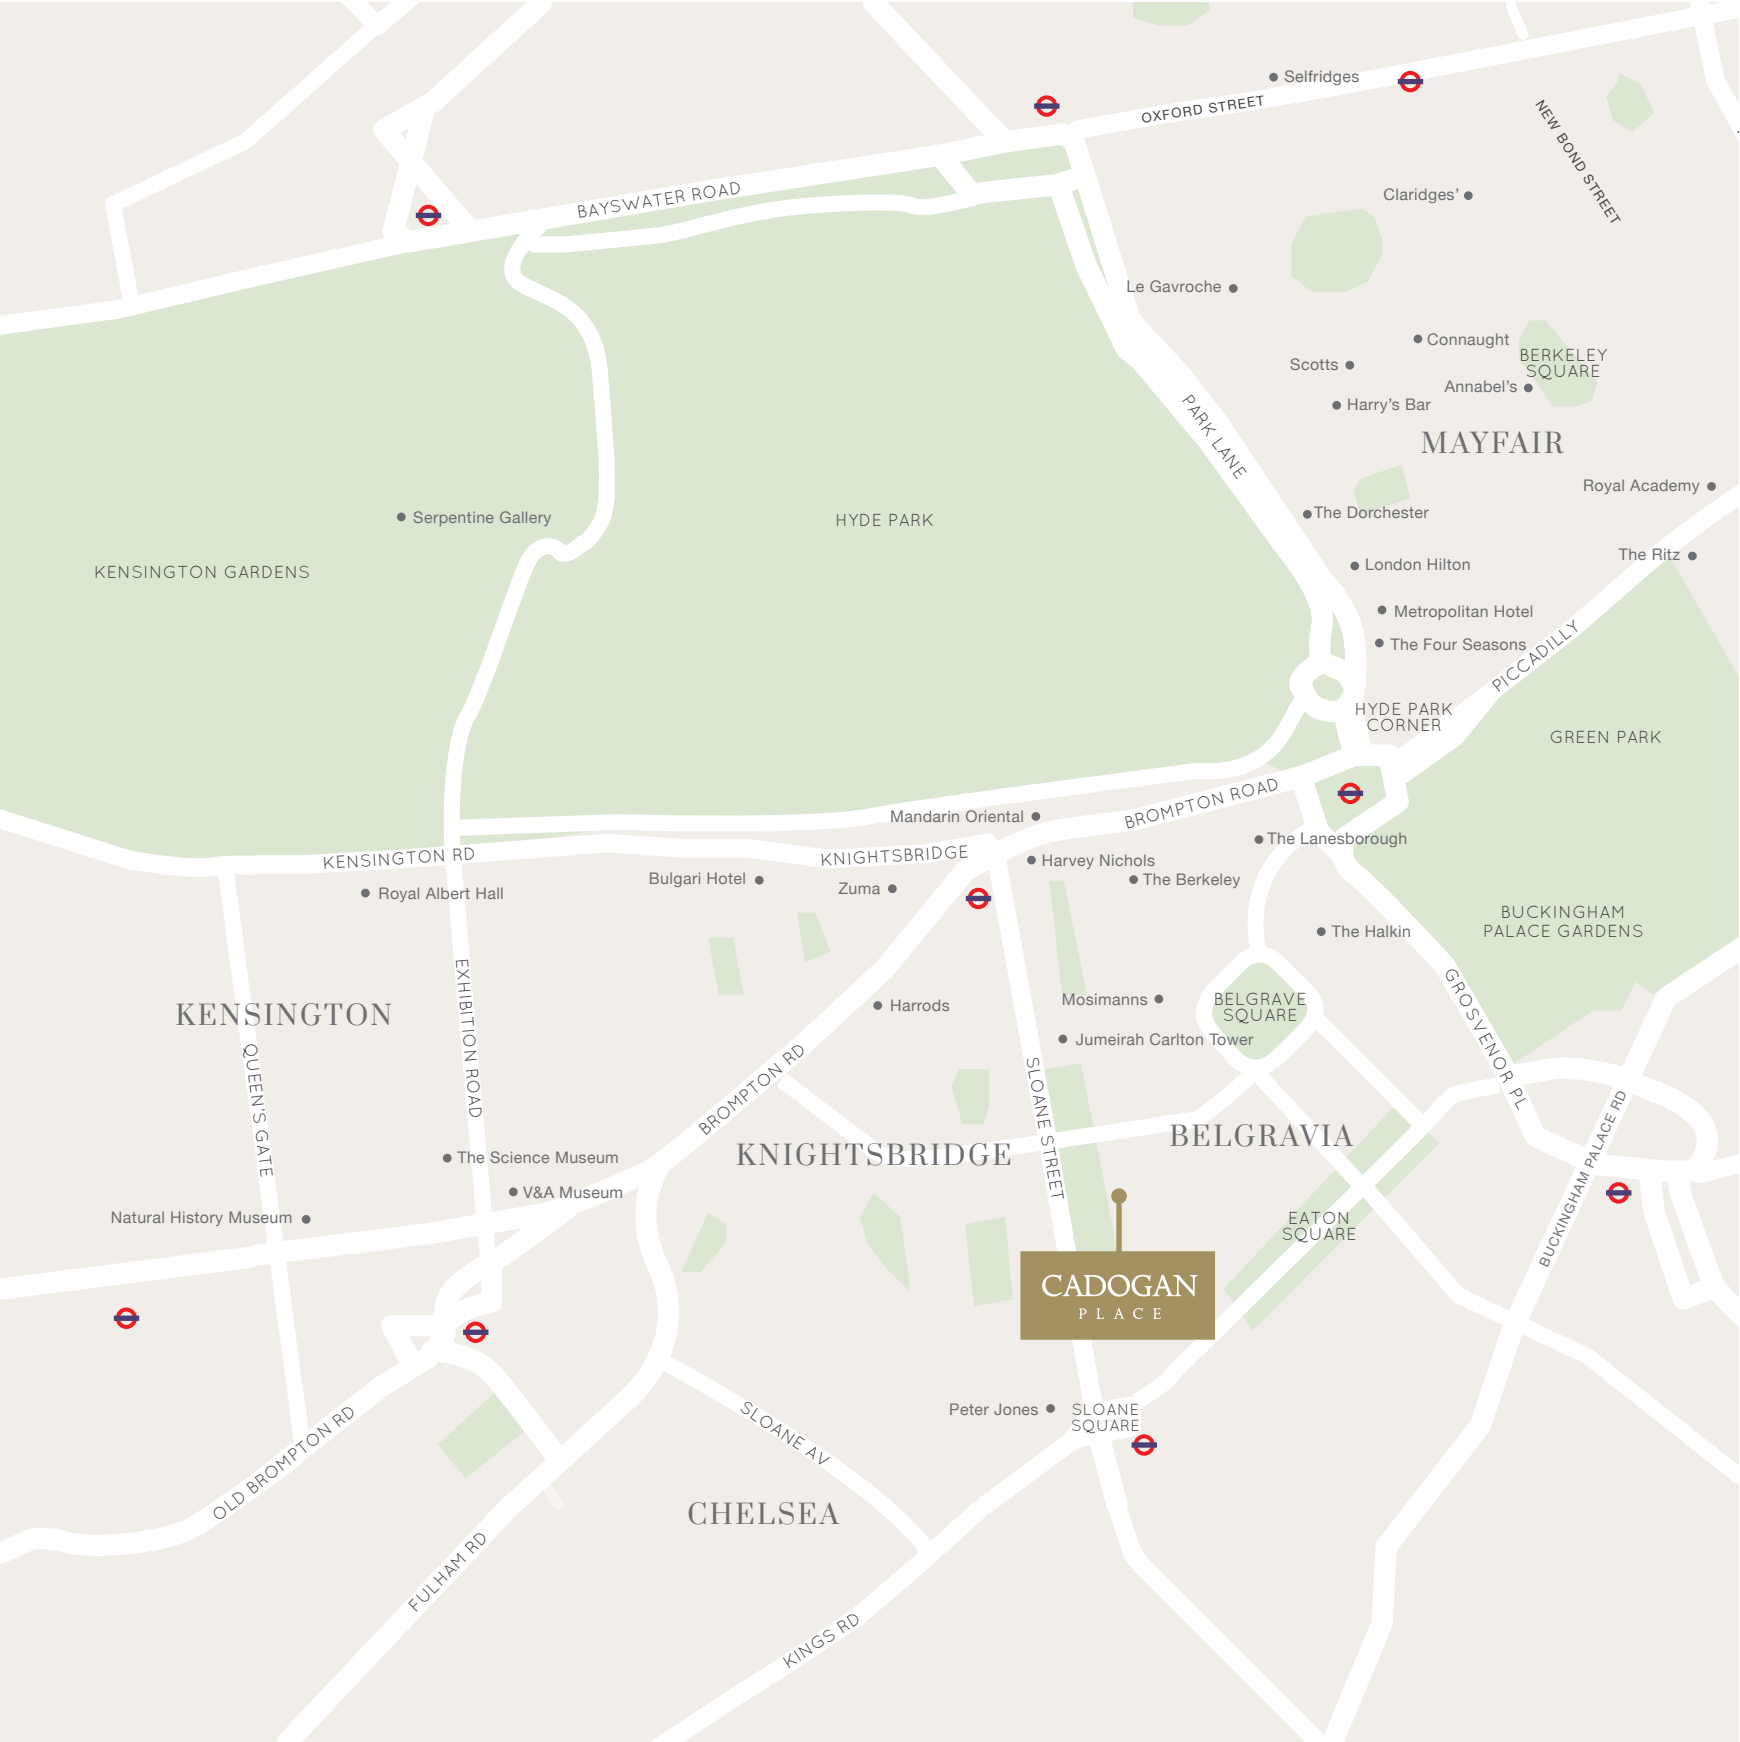 Selfridges
OXFORD STREET
NEW BOND STREET
BAYSWATER ROAD
Claridges’
Le Gavroche
Connaught
BERKELEY
SQUARE
Scotts
Annabel’s
Harry’s Bar
PARK LANE
MAYFAIR
Royal Academy
Serpentine Gallery
HYDE PARK
The Dorchester
The Ritz
KENSINGTON GARDENS
London Hilton
Metropolitan Hotel
The Four Seasons
PICCADILLY
HYDE PARK
CORNER
GREEN PARK
BROMPTON ROAD
Mandarin Oriental
The Lanesborough
KENSINGTON RD
KNIGHTSBRIDGE
Harvey Nichols
Bulgari Hotel
Zuma
The Berkeley
Royal Albert Hall
BUCKINGHAM
PALACE GARDENS
The Halkin
EXHIBITION ROAD
GROSVENOR PL
KENSINGTON
Harrods
Mosimanns
BELGRAVE
SQUARE
Jumeirah Carlton Tower
QUEEN’S GATE
BROMPTON RD
SLOANE STREET
BUCKINGHAM PALACE RD
BELGRAVIA
KNIGHTSBRIDGE
The Science Museum
V&A Museum
Natural History Museum
EATON
SQUARE
CADOGAN
PLACE
Peter Jones
SLOANE
SQUARE
SLOANE AV
OLD BROMPTON RD
CHELSEA
FULHAM RD
KINGS RD